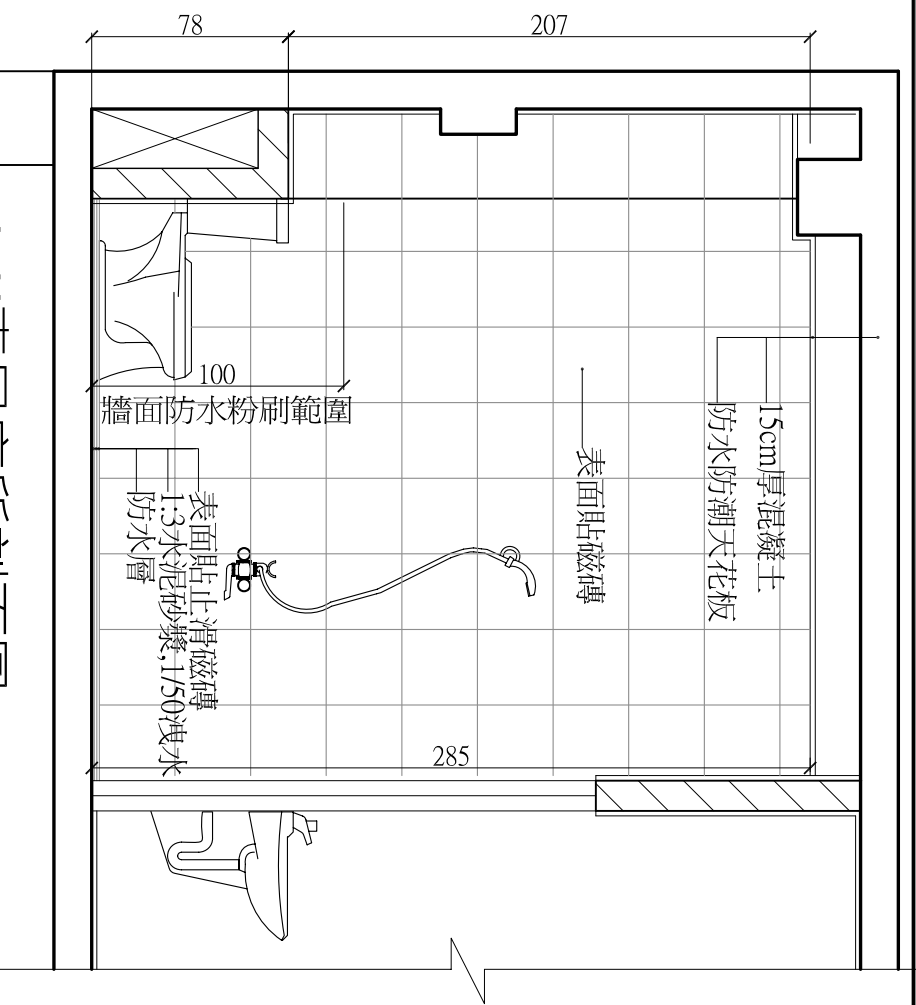 78
207
100
牆面防水粉刷範圍
15cm厚混凝土
防水防潮天花板
表面貼磁磚
表面貼止滑磁磚
1:3水泥砂漿,1/50洩水
防水層
285